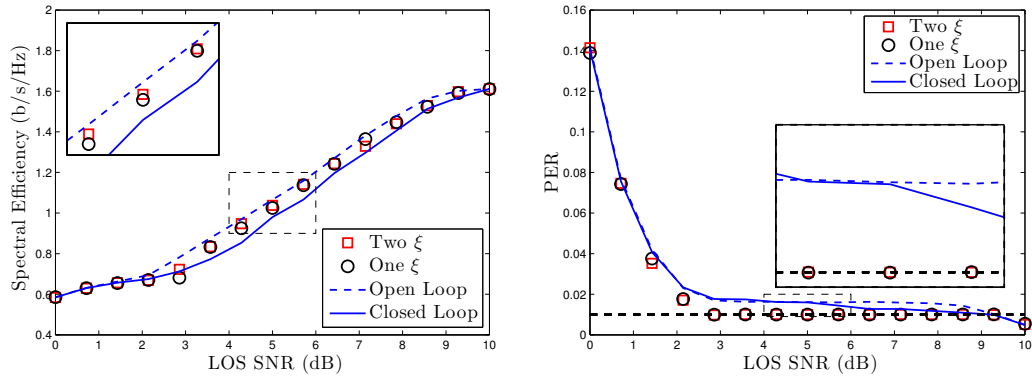 Spectral Efficiency (b/s/Hz)
2
1.8
1.6
1.4
1.2
1
0.8
0.6
0.4
0 1 2 3 4 5 6 7 8 9 10
LOS SNR (dB)
Two ξ
One ξ
Open Loop
Closed Loop
PER
0.16
0.14
0.12
0.1
0.08
0.06
0.04
0.02
0
0 1 2 3 4 5 6 7 8 9 10
LOS SNR (dB)
Two ξ
One ξ
Open Loop
Closed Loop